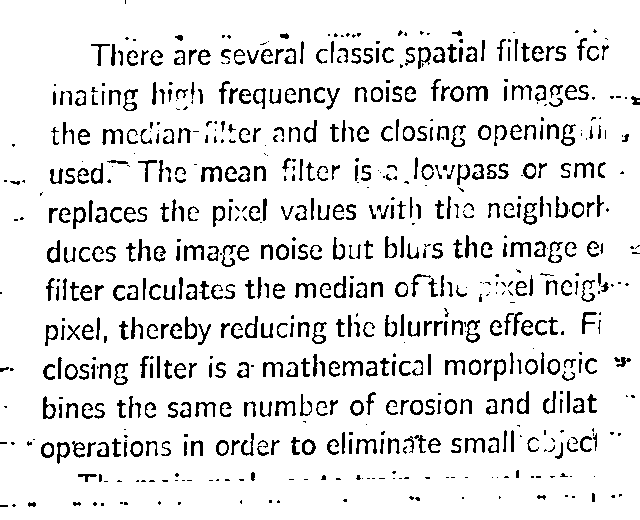 There are several classic spatial filters for
inating high frequency noise from images.
the median filter and the closing opening fil
used. The mean filter is a lowpass or smo
replaces the pixel values with the neighborh
duces the image noise but blurs the image e
filter calculates the median of the pixel neigh
pixel, thereby reducing the blurring effect. Fi
closing filter is a mathematical morphologic
bines the same number of erosion and dilat
operations in order to eliminate small object